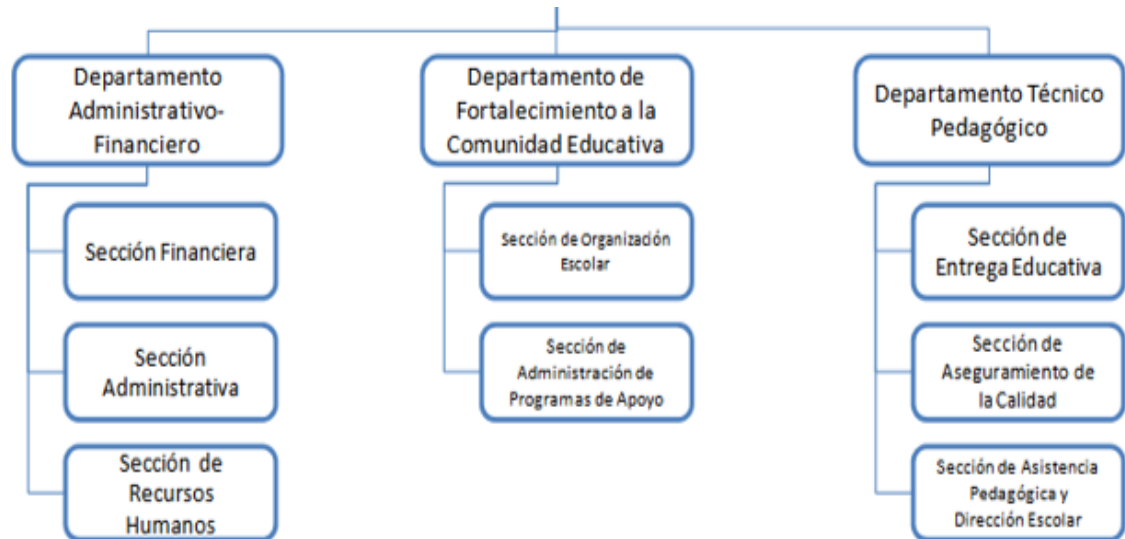 Departamento
Administrativo-
Financiero
Sección Financiera
Sección
Administrativa
Sección de
Recursos
Humanos
Departamento de
Fortalecimiento a la
Comunidad Educativa
Sección de Organización
Escolar
Sección de
Administración de
Programas de Apoyo
Departamento Técnico
Pedagógico
Sección de
Entrega Educativa
Sección de
Aseguramiento de
la Calidad
Sección de Asistencia
Pedagógica y
Dirección Escolar